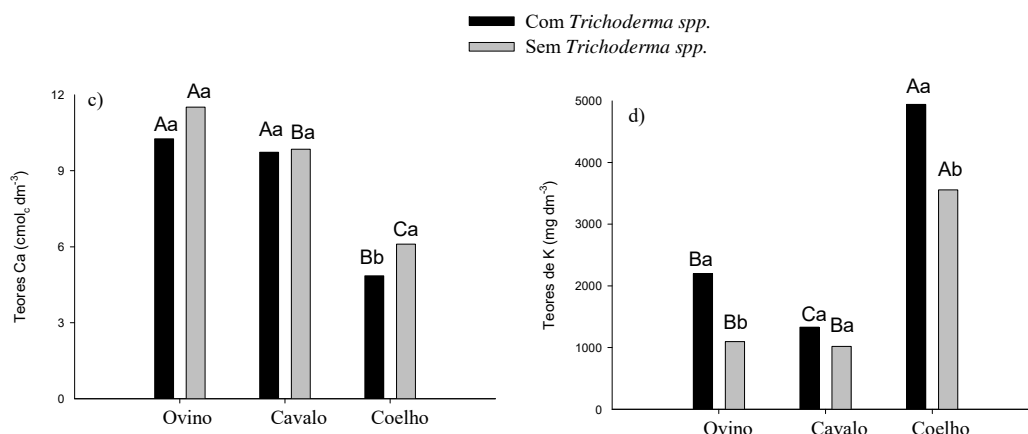 Com Trichoderma spp.
Sem Trichoderma spp.
c)
Teores Ca (cmolc dm-3)
12
9
6
3
0
Aa
Aa
Aa
Ba
Bb
Ca
Ovino
Cavalo
Coelho
d)
Teores de K (mg dm-3)
5000
4000
3000
2000
1000
0
Ba
Bb
Ca
Ba
Aa
Ab
Ovino
Cavalo
Coelho